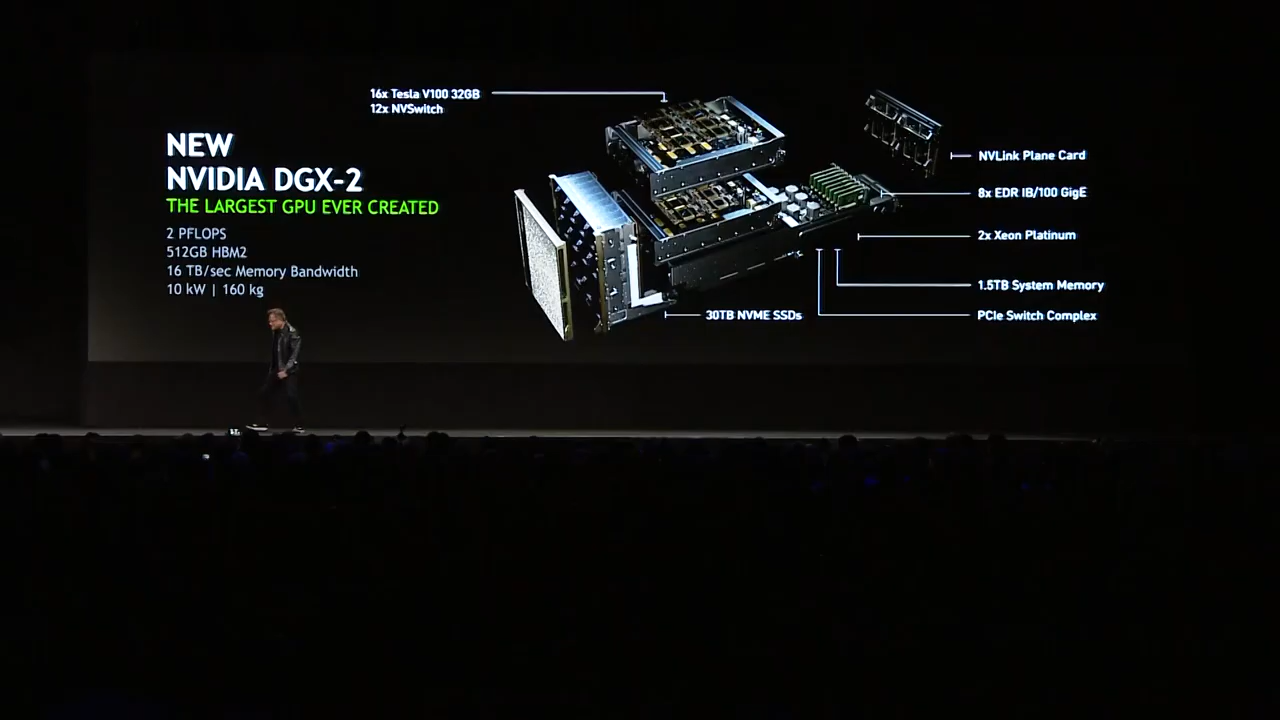 NEW
NVIDIA DGX-2
THE LARGEST GPU EVER CREATED
2 PFLOPS
512GB HBM2
16 TB/sec Memory Bandwidth
10 kW | 160 kg
16x Tesla V100 32GB
12x NVSwitch
NVLink Plane Card
8x EDR IB/100 GigE
2x Xeon Platinum
1.5TB System Memory
PCIe Switch Complex
30TB NVME SSDs